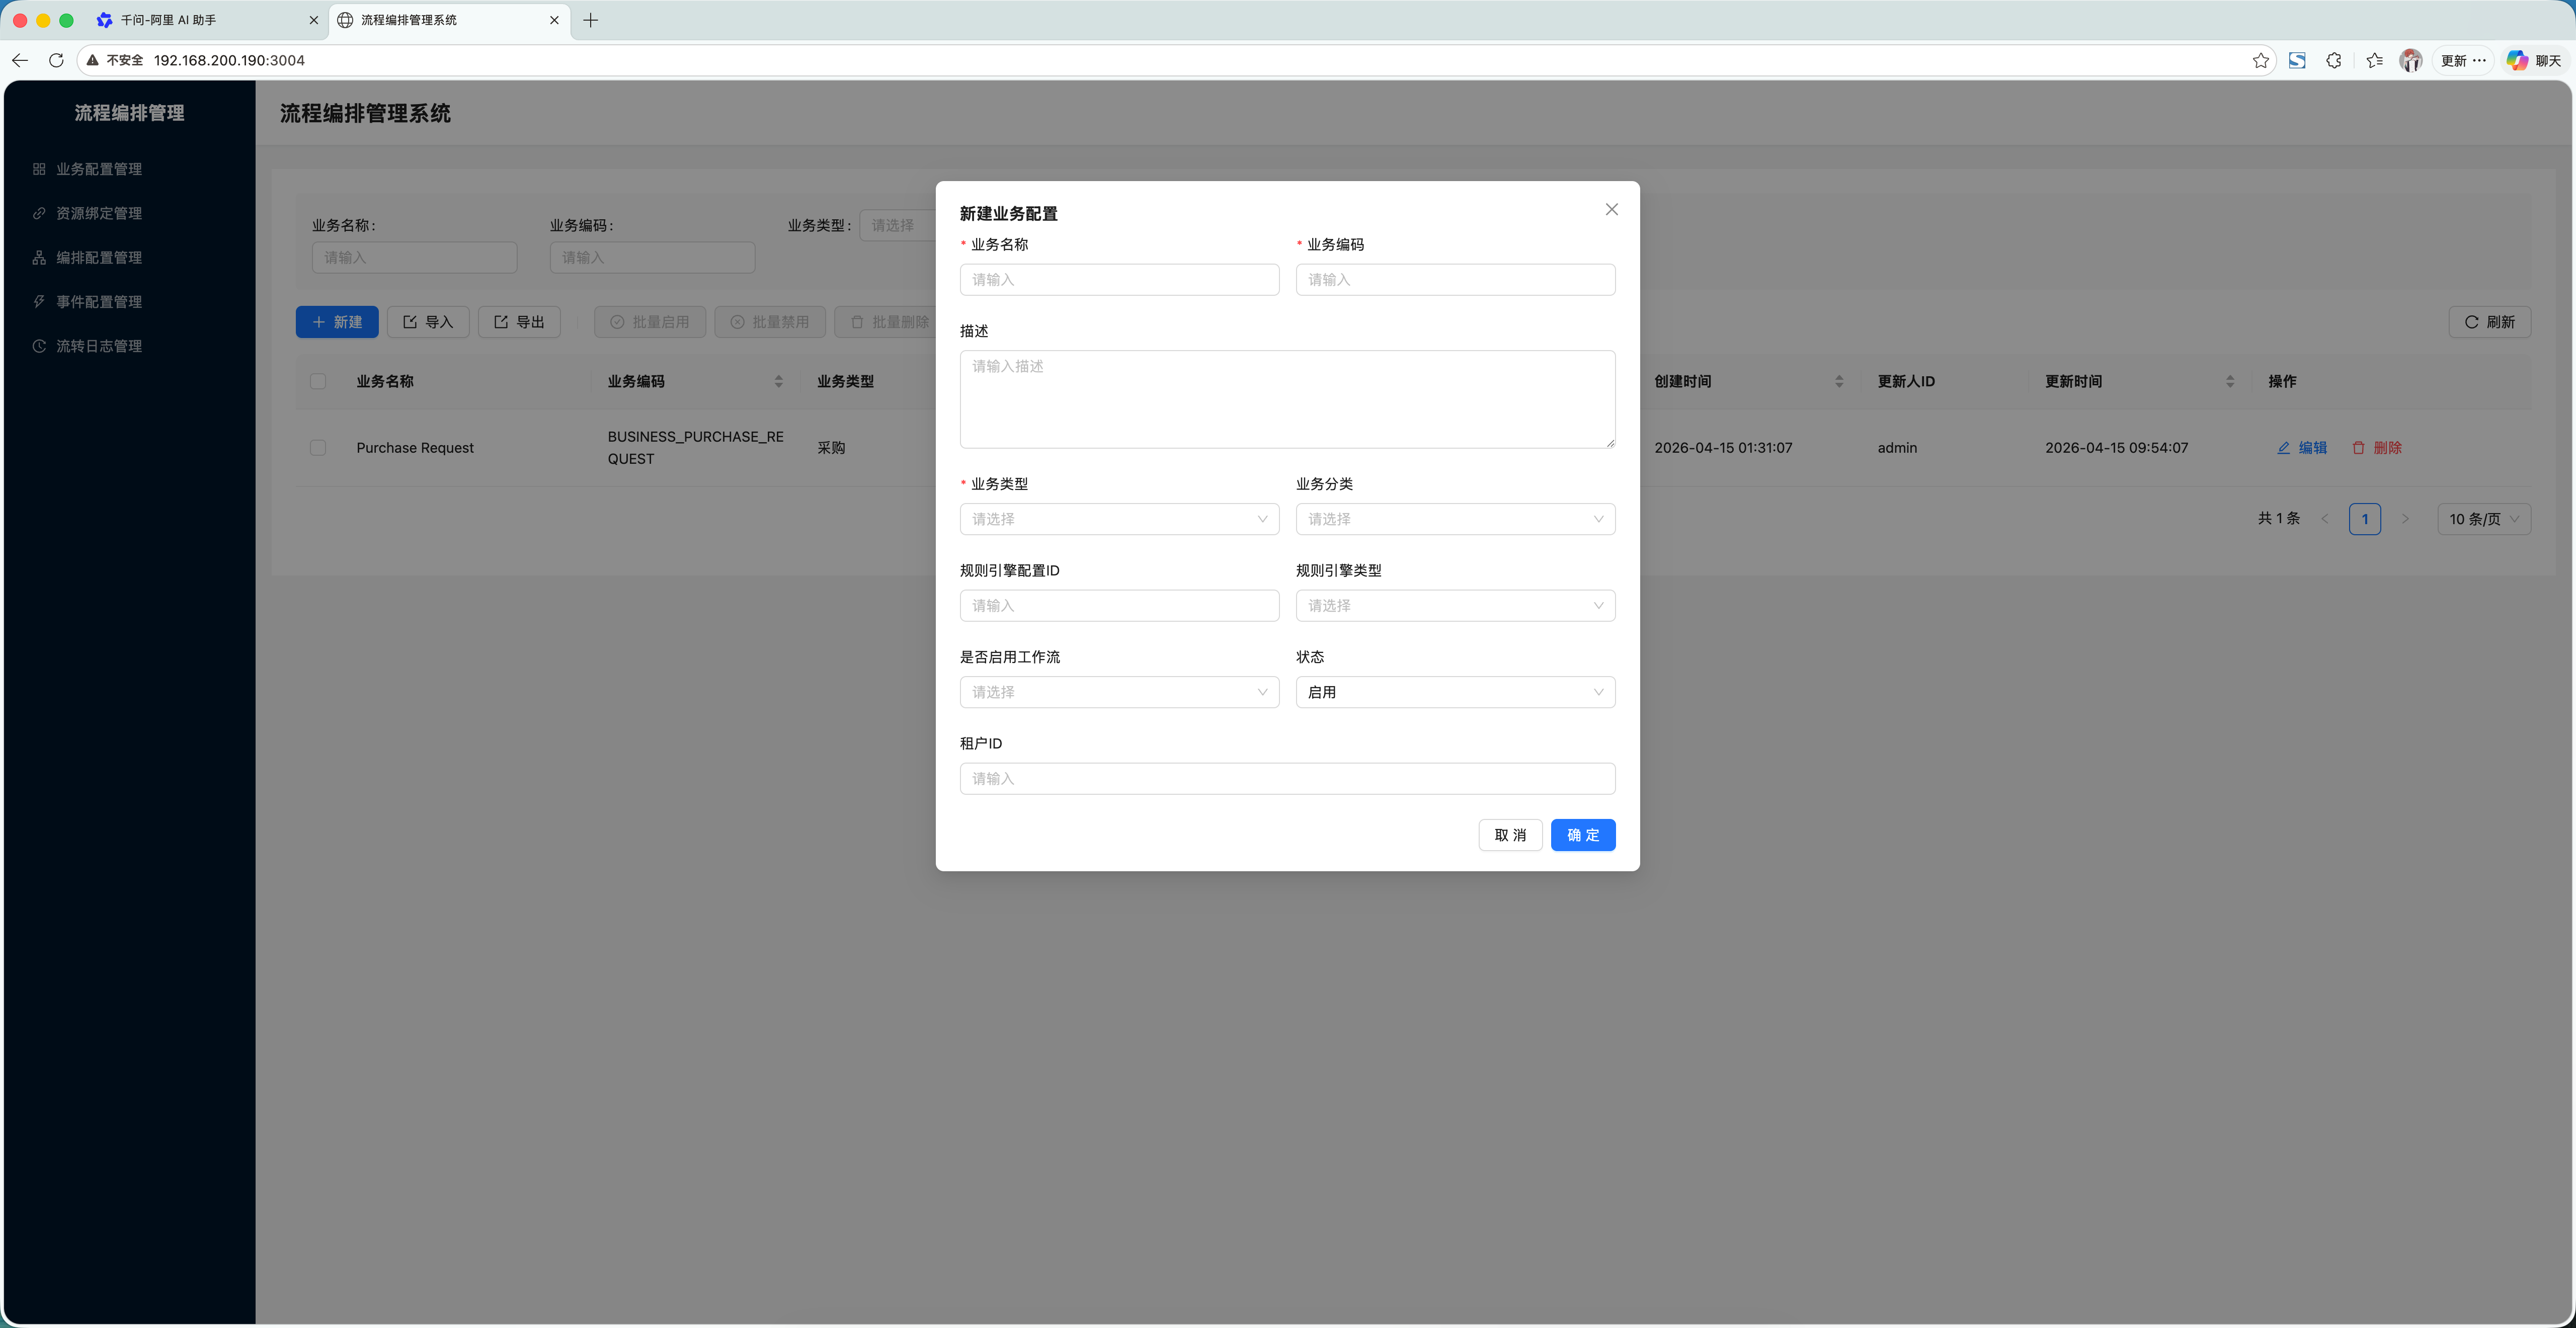 千问-阿里 AI 助手
流程编排管理系统
不安全 192.168.200.190:3004
更新
聊天
流程编排管理
业务配置管理
资源绑定管理
编排配置管理
事件配置管理
流转日志管理
流程编排管理系统
业务名称:
请输入
业务编码:
请输入
业务类型: 请选择
新建
导入
导出
批量启用
批量禁用
批量删除
刷新
业务名称 业务编码 业务类型 创建时间 更新人ID 更新时间 操作
Purchase Request BUSINESS_PURCHASE_RE
QUEST 采购 2026-04-15 01:31:07 admin 2026-04-15 09:54:07 编辑 删除
共 1 条 1 10 条/页
新建业务配置
* 业务名称
请输入
* 业务编码
请输入
描述
请输入描述
* 业务类型
请选择
业务分类
请选择
规则引擎配置ID
请输入
规则引擎类型
请选择
是否启用工作流
请选择
状态
启用
租户ID
请输入
取 消
确 定